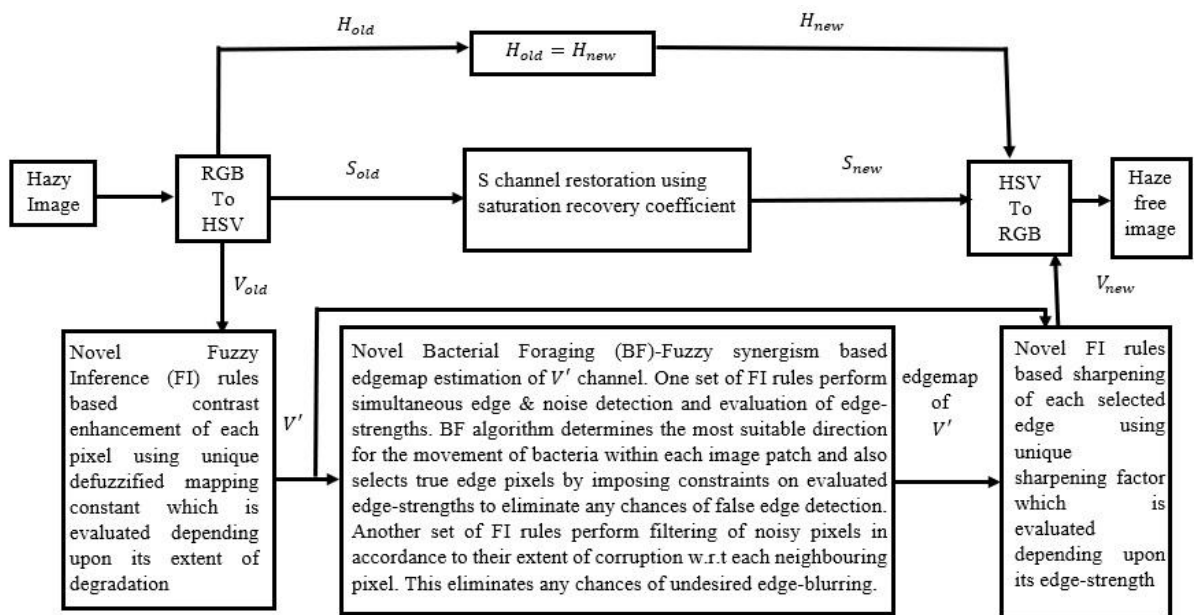 H_old
H_new
H_old = H_new
Hazy
Image
RGB
To
HSV
S_old
S channel restoration using
saturation recovery coefficient
S_new
HSV
To
RGB
Haze
free
image
V_old
V_new
Novel Fuzzy
Inference (FI) rules
based contrast
enhancement of each
pixel using unique
defuzzified mapping
constant which is
evaluated depending
upon its extent of
degradation
V'
Novel Bacterial Foraging (BF)-Fuzzy synergism based
edgemap estimation of V' channel. One set of FI rules perform
simultaneous edge & noise detection and evaluation of edge-
strengths. BF algorithm determines the most suitable direction
for the movement of bacteria within each image patch and also
selects true edge pixels by imposing constraints on evaluated
edge-strengths to eliminate any chances of false edge detection.
Another set of FI rules perform filtering of noisy pixels in
accordance to their extent of corruption w.r.t each neighbouring
pixel. This eliminates any chances of undesired edge-blurring.
edgemap
of
V'
Novel FI rules
based sharpening
of each selected
edge using
unique
sharpening factor
which is
evaluated
depending upon
its edge-strength